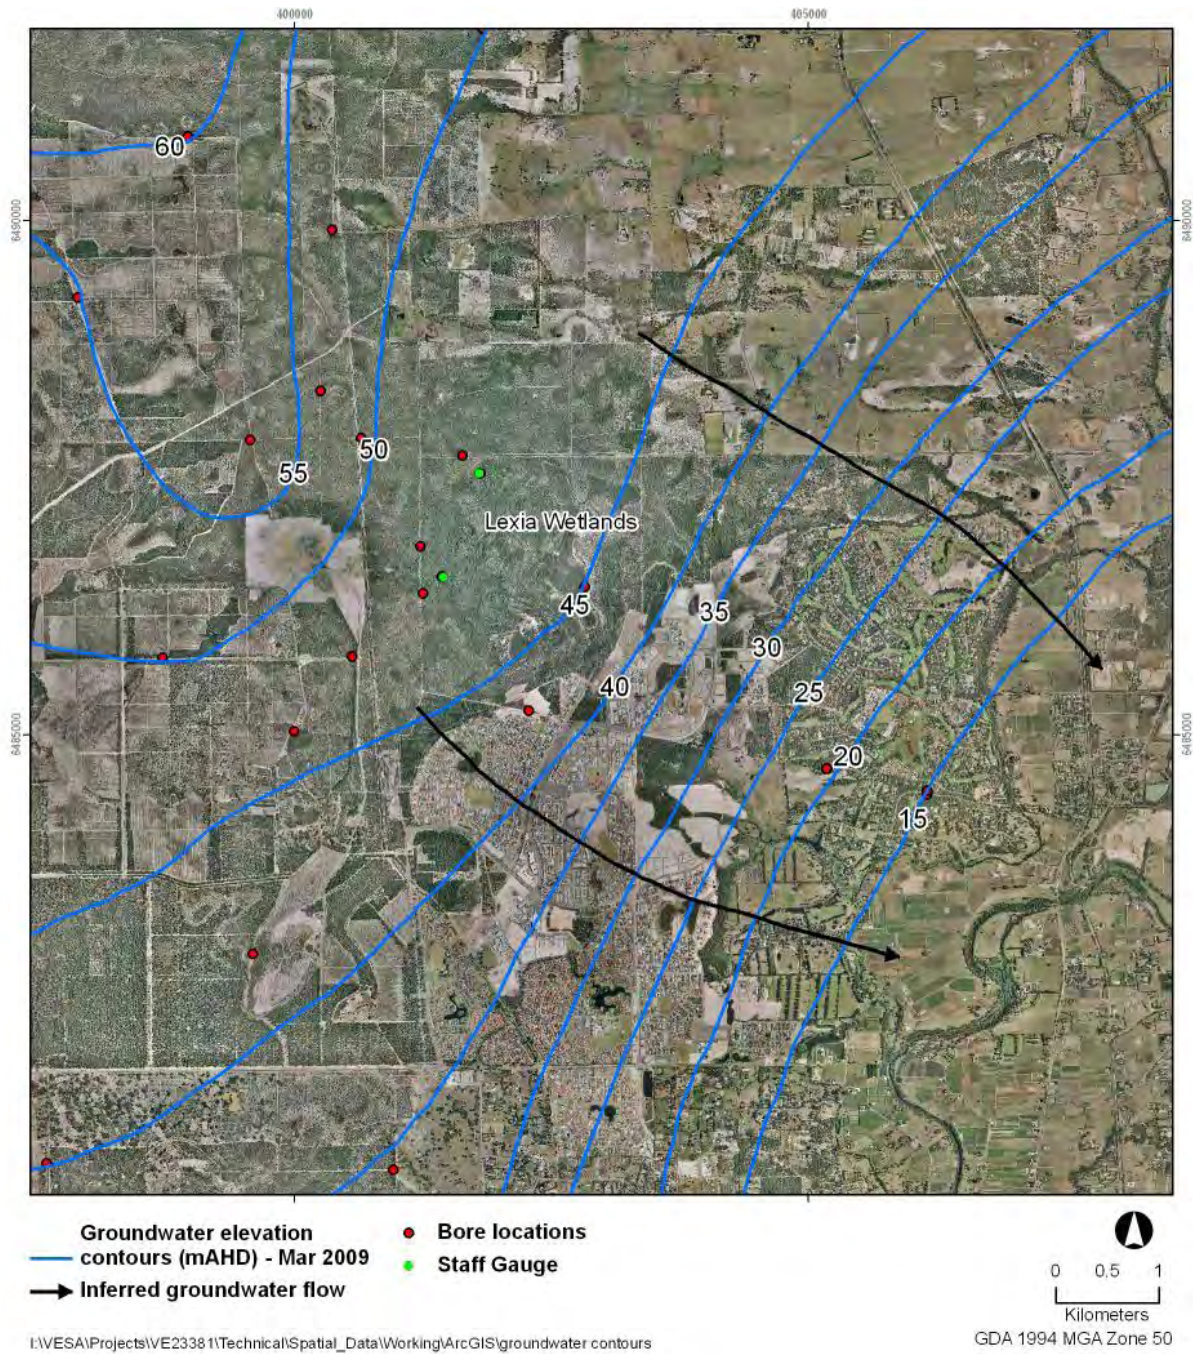 400000
405000
60
6490000
6490000
50
55
Lexia Wetlands
45
35
30
40
25
6485000
6485000
20
15
Groundwater elevation
contours (mAHD) - Mar 2009
Inferred groundwater flow
Bore locations
Staff Gauge
0 0.5 1
Kilometers
GDA 1994 MGA Zone 50
I:\VESA\Projects\VE23381\Technical\Spatial_Data\Working\ArcGIS\groundwater contours